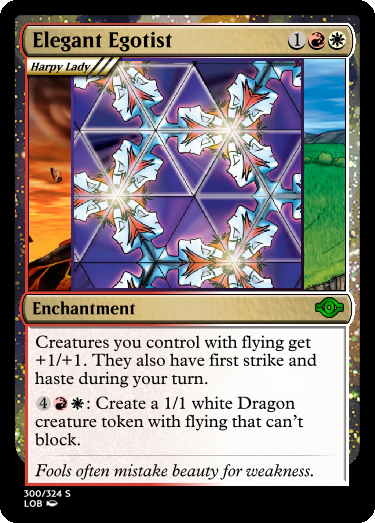 Elegant Egotist 1
Harpy Lady
Enchantment
Creatures you control with flying get
+1/+1. They also have first strike and
haste during your turn.
4: Create a 1/1 white Dragon
creature token with flying that can’t
block.
Fools often mistake beauty for weakness.
300/324 S
LOB